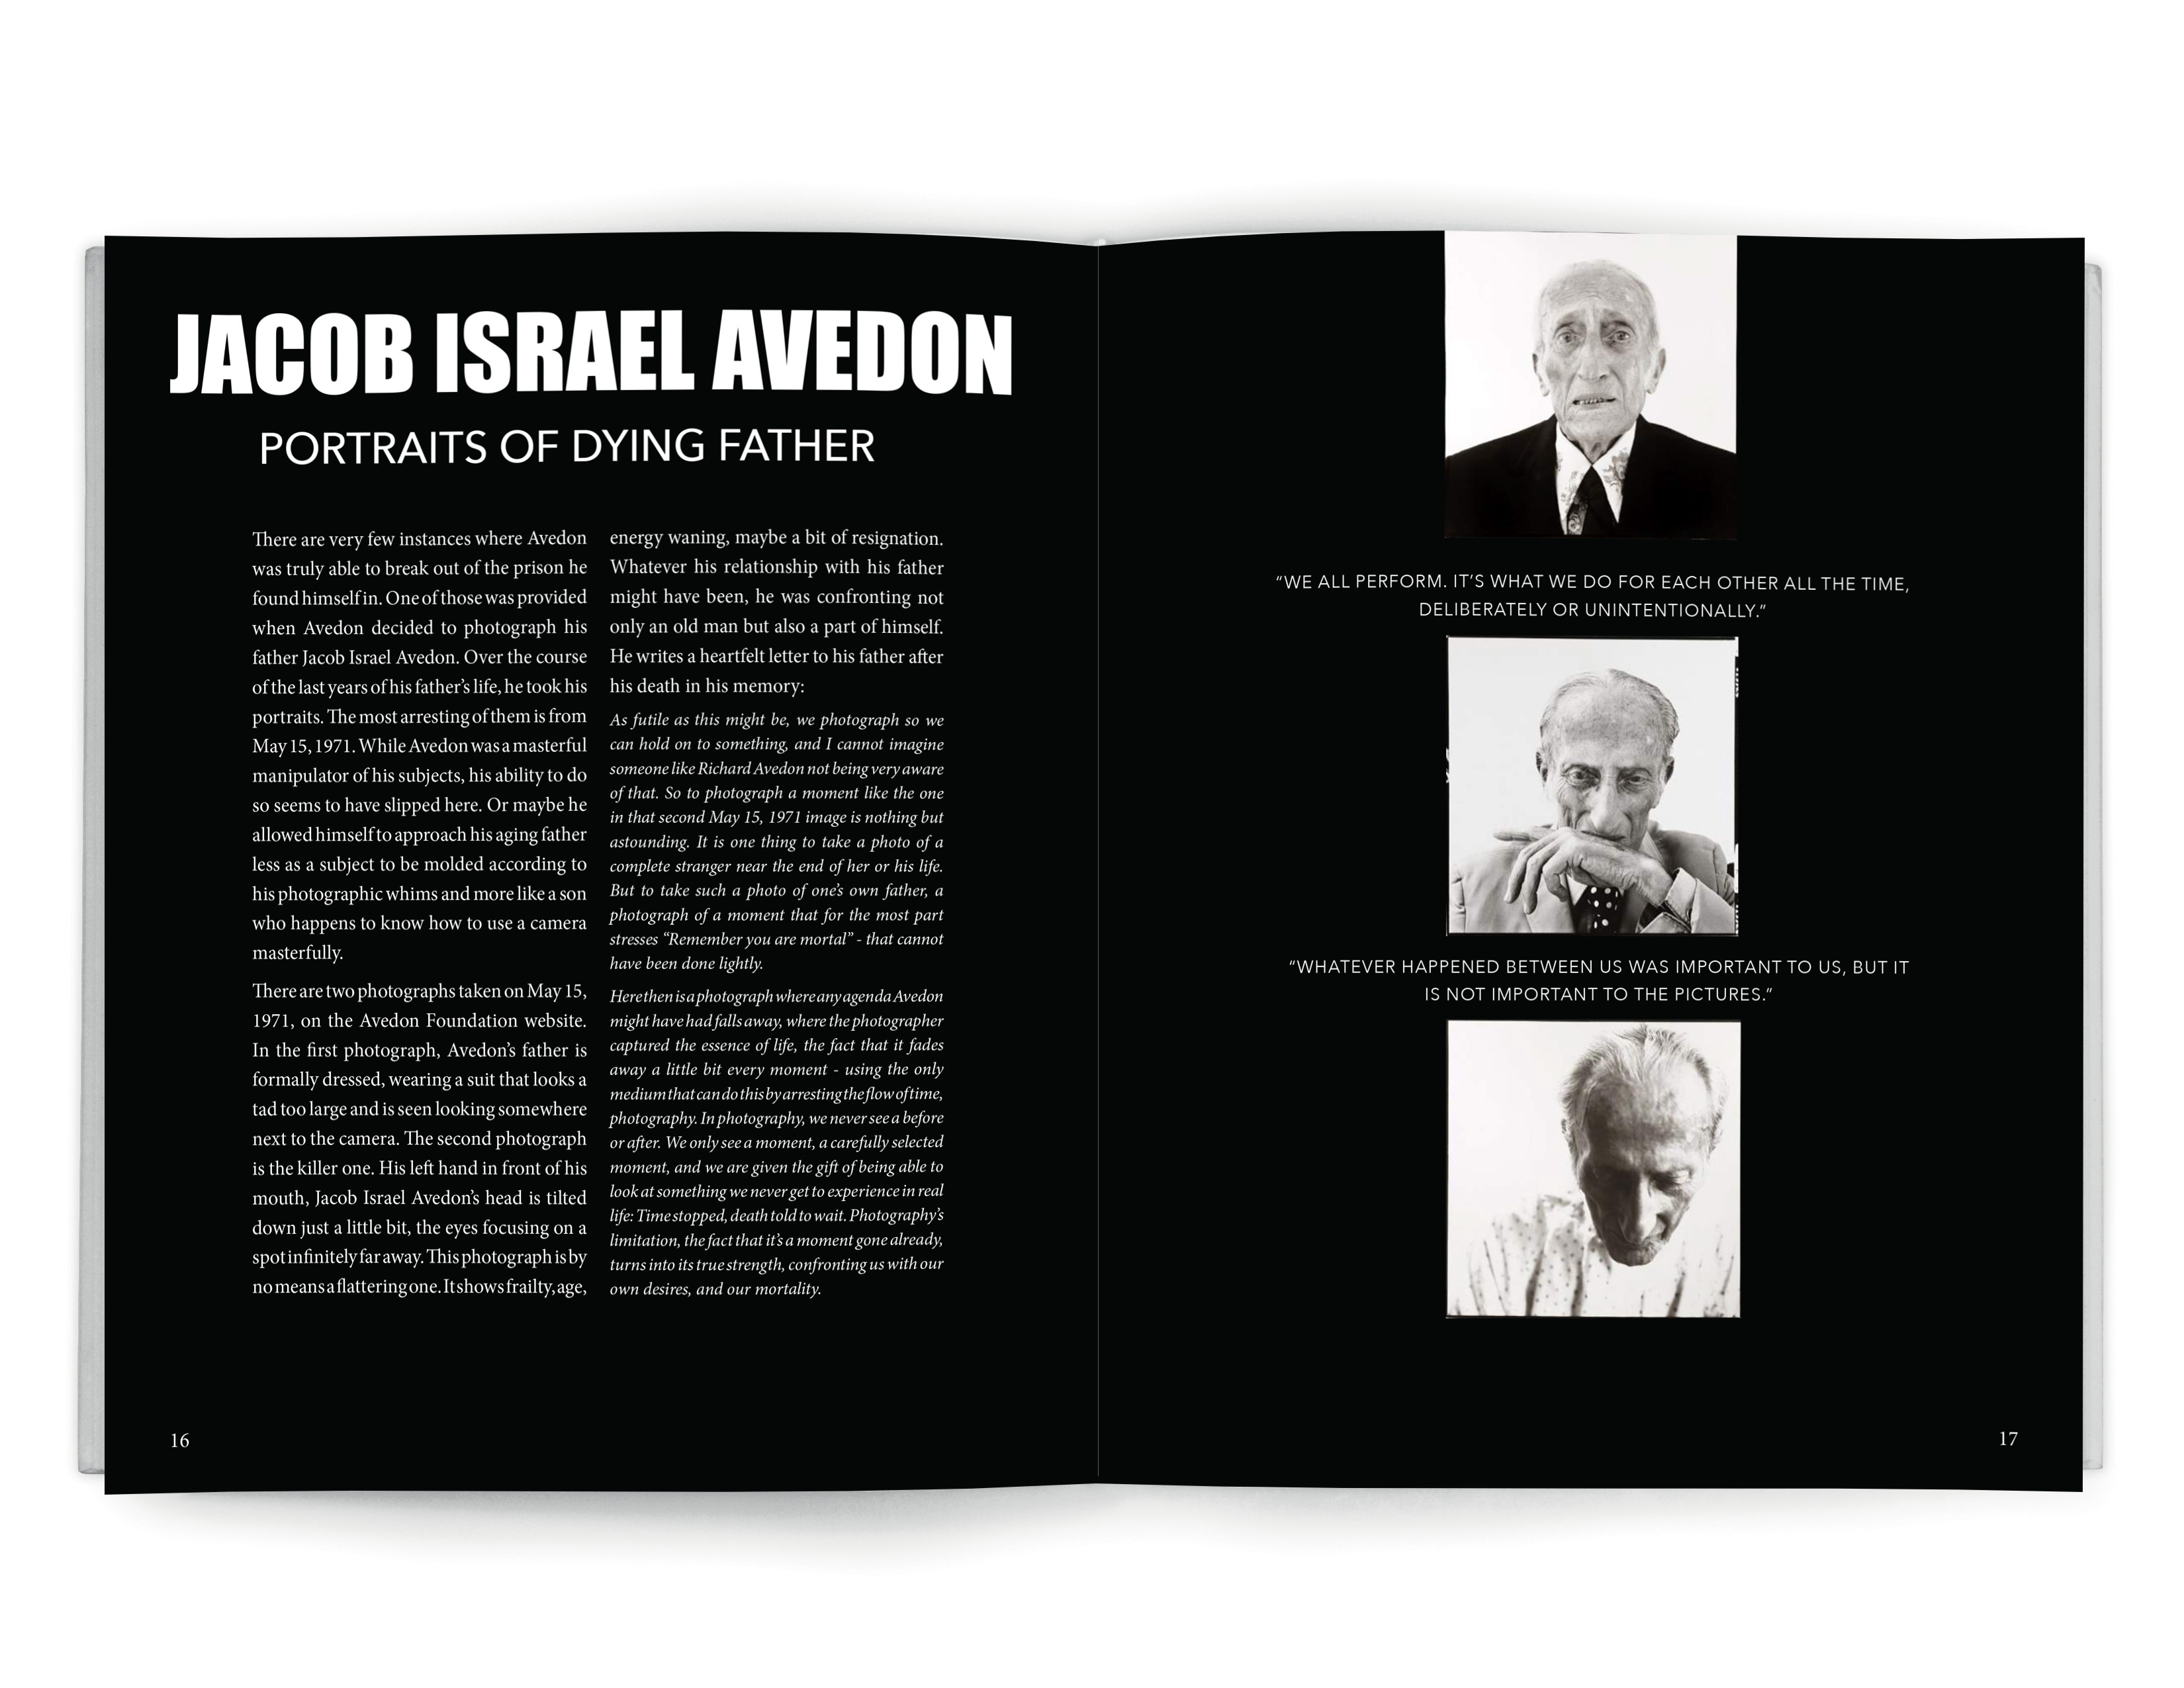 JACOB ISRAEL AVEDON
PORTRAITS OF DYING FATHER
There are very few instances where Avedon
was truly able to break out of the prison he
found himself in. One of those was provided
when Avedon decided to photograph his
father Jacob Israel Avedon. Over the course
of the last years of his father’s life, he took his
portraits. The most arresting of them is from
May 15, 1971. While Avedon was a masterful
manipulator of his subjects, his ability to do
so seems to have slipped here. Or maybe he
allowed himself to approach his aging father
less as a subject to be molded according to
his photographic whims and more like a son
who happens to know how to use a camera
masterfully.
There are two photographs taken on May 15,
1971, on the Avedon Foundation website.
In the first photograph, Avedon’s father is
formally dressed, wearing a suit that looks a
tad too large and is seen looking somewhere
next to the camera. The second photograph
is the killer one. His left hand in front of his
mouth, Jacob Israel Avedon’s head is tilted
down just a little bit, the eyes focusing on a
spot infinitely far away. This photograph is by
no means a flattering one. It shows frailty, age,
energy waning, maybe a bit of resignation.
Whatever his relationship with his father
might have been, he was confronting not
only an old man but also a part of himself.
He writes a heartfelt letter to his father after
his death in his memory:
As futile as this might be, we photograph so we
can hold on to something, and I cannot imagine
someone like Richard Avedon not being very aware
of that. So to photograph a moment like the one
in that second May 15, 1971 image is nothing but
astounding. It is one thing to take a photo of a
complete stranger near the end of her or his life.
But to take such a photo of one’s own father, a
photograph of a moment that for the most part
stresses “Remember you are mortal” - that cannot
have been done lightly.
Here then is a photograph where any agenda Avedon
might have had falls away, where the photographer
captured the essence of life, the fact that it fades
away a little bit every moment - using the only
medium that can do this by arresting the flow of time,
photography. In photography, we never see a before
or after. We only see a moment, a carefully selected
moment, and we are given the gift of being able to
look at something we never get to experience in real
life: Time stopped, death told to wait. Photography’s
limitation, the fact that it’s a moment gone already,
turns into its true strength, confronting us with our
own desires, and our mortality.
16
“WE ALL PERFORM. IT’S WHAT WE DO FOR EACH OTHER ALL THE TIME,
DELIBERATELY OR UNINTENTIONALLY.”
“WHATEVER HAPPENED BETWEEN US WAS IMPORTANT TO US, BUT IT
IS NOT IMPORTANT TO THE PICTURES.”
17